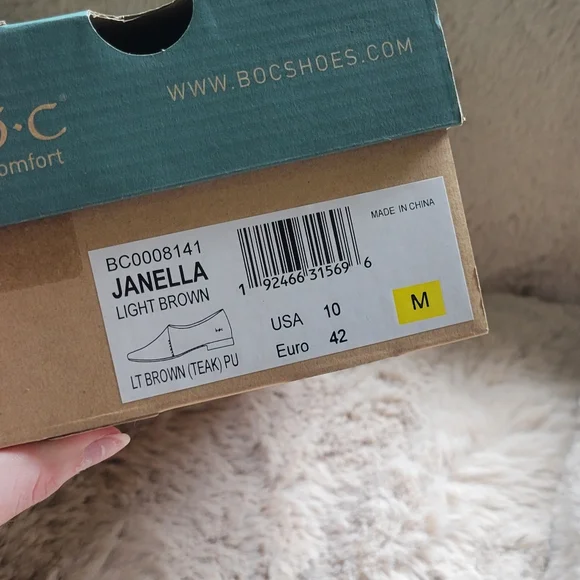 WWW.BOCSHOES.COM
·C®
omfort
BC0008141
JANELLA
LIGHT BROWN
LT BROWN (TEAK) PU
1 92466 31569 6
MADE IN CHINA
USA 10
Euro 42
M